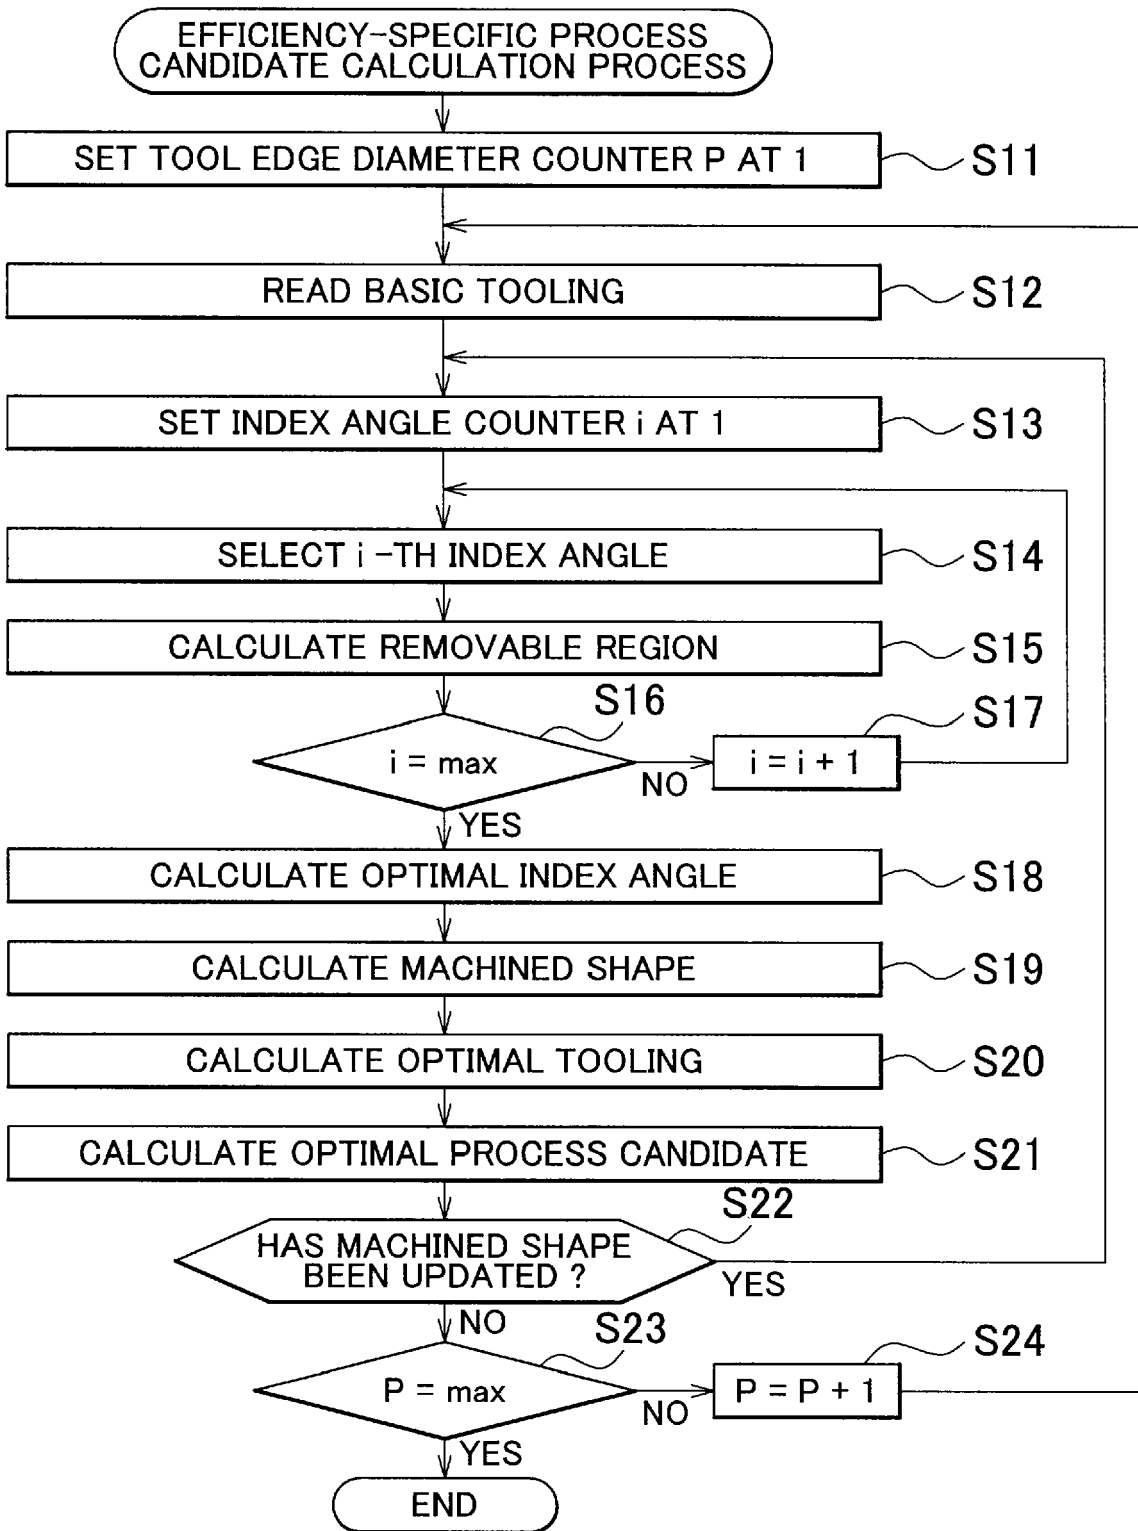 EFFICIENCY-SPECIFIC PROCESS
CANDIDATE CALCULATION PROCESS
SET TOOL EDGE DIAMETER COUNTER P AT 1
S11
READ BASIC TOOLING
S12
SET INDEX ANGLE COUNTER i AT 1
S13
SELECT i -TH INDEX ANGLE
S14
CALCULATE REMOVABLE REGION
S15
S16
i = max
NO
S17
i = i + 1
YES
CALCULATE OPTIMAL INDEX ANGLE
S18
CALCULATE MACHINED SHAPE
S19
CALCULATE OPTIMAL TOOLING
S20
CALCULATE OPTIMAL PROCESS CANDIDATE
S21
S22
HAS MACHINED SHAPE
BEEN UPDATED ?
YES
NO
S23
P = max
NO
S24
P = P + 1
YES
END